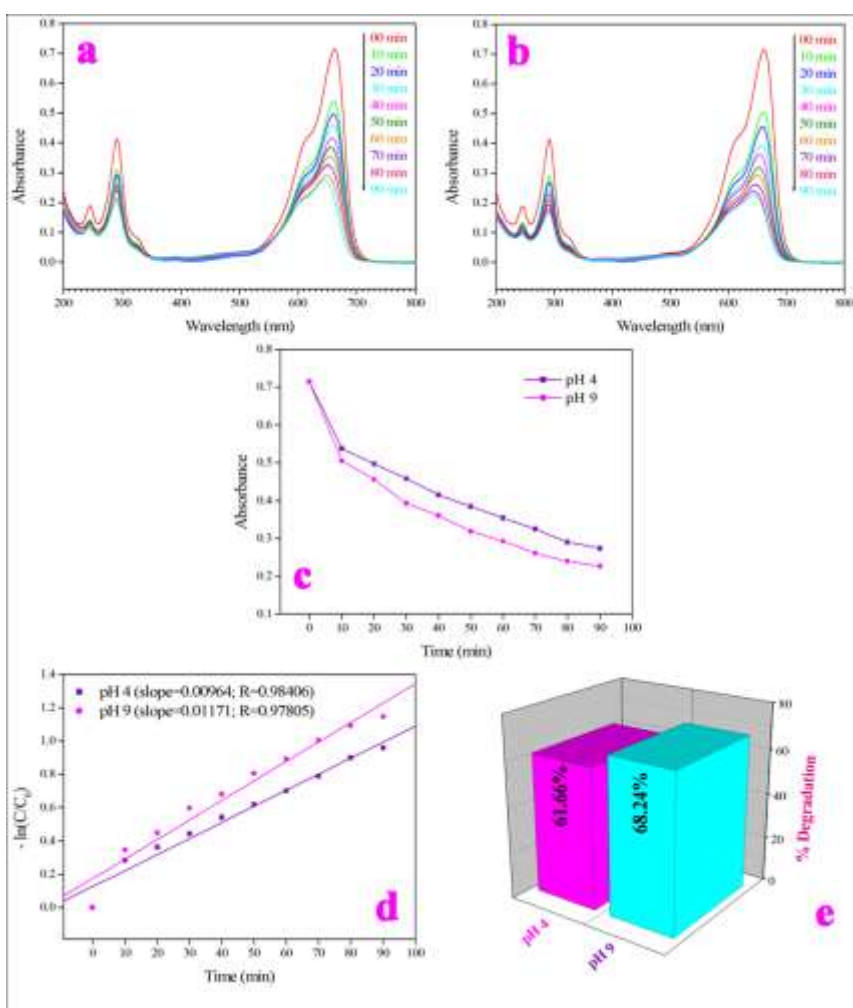 a
0.8
0.7
0.6
0.5
0.4
0.3
0.2
0.1
0.0
Absorbance
200 300 400 500 600 700 800
Wavelength (nm)
00 min
10 min
20 min
30 min
40 min
50 min
60 min
70 min
80 min
90 min
b
0.8
0.7
0.6
0.5
0.4
0.3
0.2
0.1
0.0
Absorbance
200 300 400 500 600 700 800
Wavelength (nm)
00 min
10 min
20 min
30 min
40 min
50 min
60 min
70 min
80 min
90 min
0.8
0.7
0.6
0.5
0.4
0.3
0.2
0.1
Absorbance
pH 4
pH 9
c
0 10 20 30 40 50 60 70 80 90 100
Time (min)
1.4
1.2
1.0
0.8
0.6
0.4
0.2
0.0
- ln(C/C0)
pH 4 (slope=0.00964; R=0.98406)
pH 9 (slope=0.01171; R=0.97805)
d
0 10 20 30 40 50 60 70 80 90 100
Time (min)
61.66%
68.24%
80
60
40
20
0
% Degradation
pH 4
pH 9
e